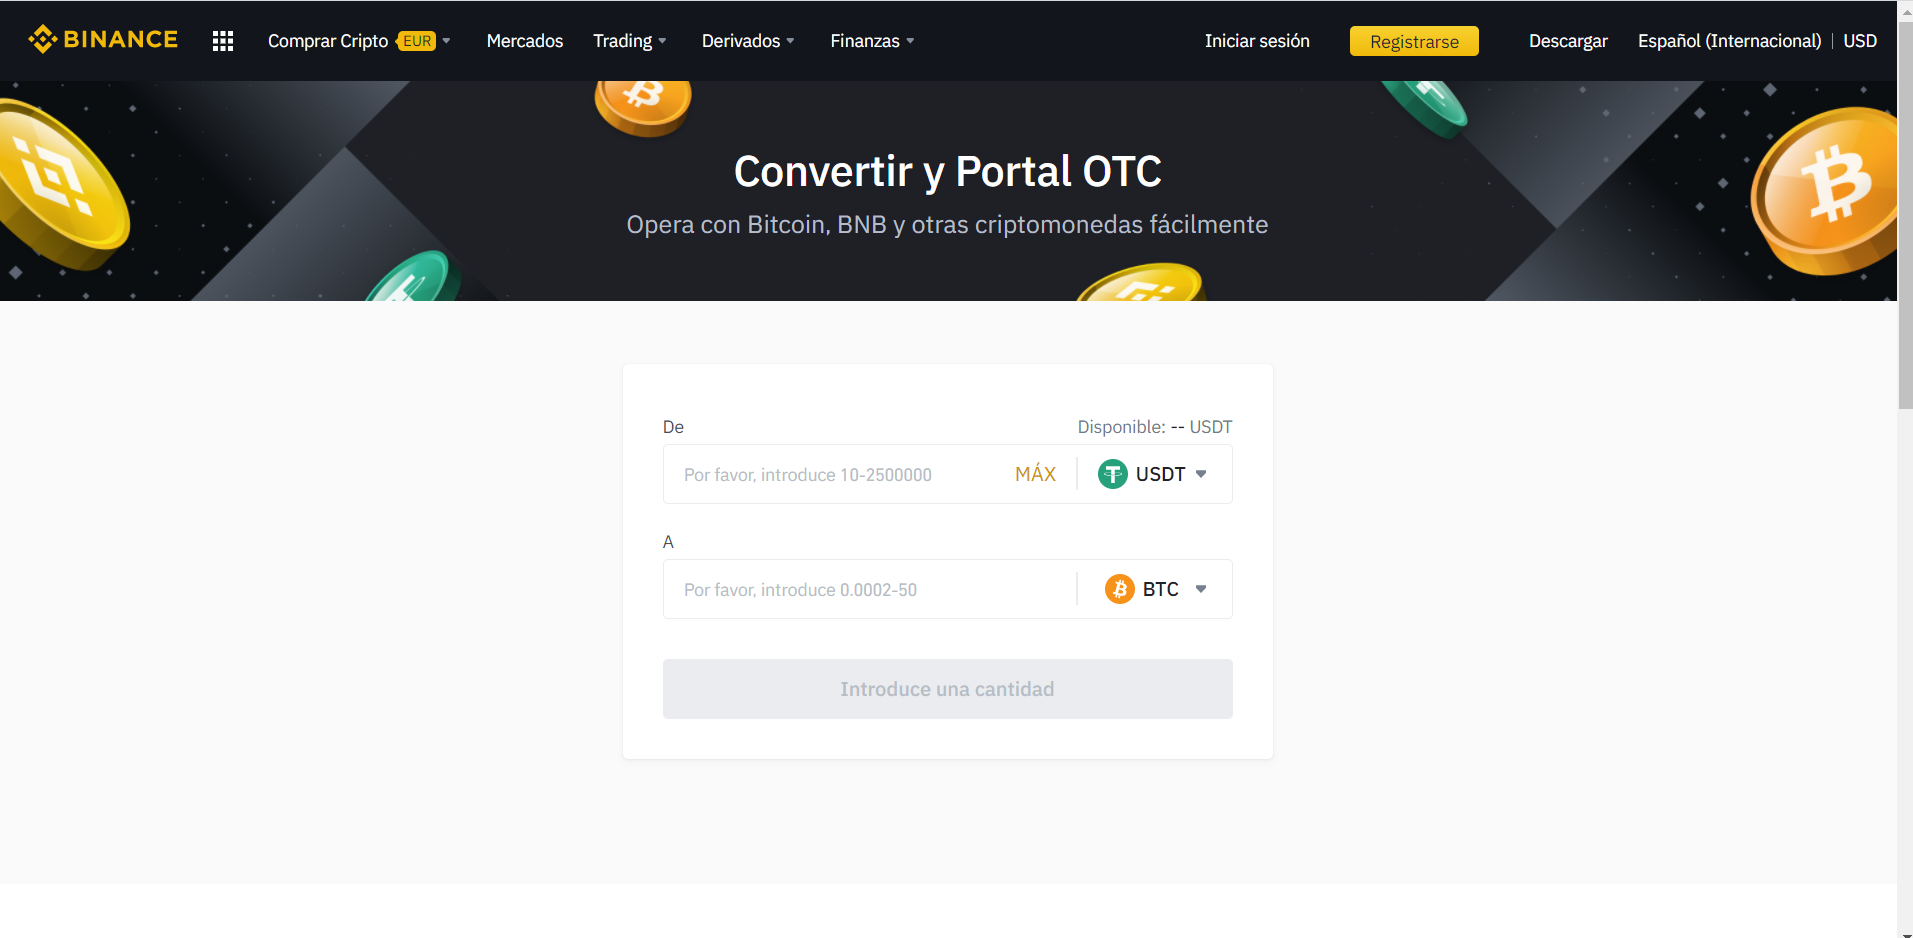 BINANCE Comprar Cripto EUR Mercados Trading Derivados Finanzas Iniciar sesión Registrarse Descargar Español (Internacional) USD
Convertir y Portal OTC
Opera con Bitcoin, BNB y otras criptomonedas fácilmente
De Disponible: -- USDT
Por favor, introduce 10-2500000 MÁX USDT
A
Por favor, introduce 0.0002-50 BTC
Introduce una cantidad